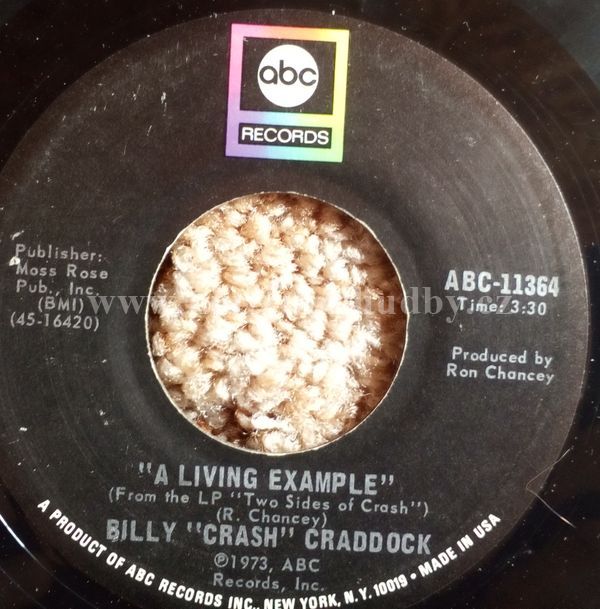 abc
RECORDS
Publisher:
Moss Rose
Pub., Inc.
(BMI)
(45-16420)
ABC-11364
Time: 3:30
Produced by
Ron Chancey
"A LIVING EXAMPLE"
(From the LP "Two Sides of Crash")
(R. Chancey)
BILLY "CRASH" CRADDOCK
℗1973, ABC
Records, Inc.
A PRODUCT OF ABC RECORDS INC., NEW YORK, N.Y. 10019 • MADE IN USA